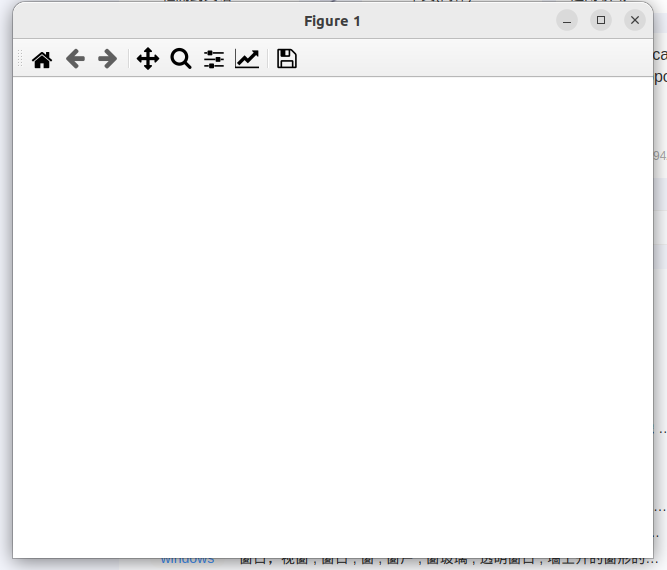 Figure 1
ca
po
94
windows 窗口，视窗 ; 窗口 ; 窗 ; 窗户 ; 窗玻璃 ; 透明窗口 ; 墙上开的窗形的…